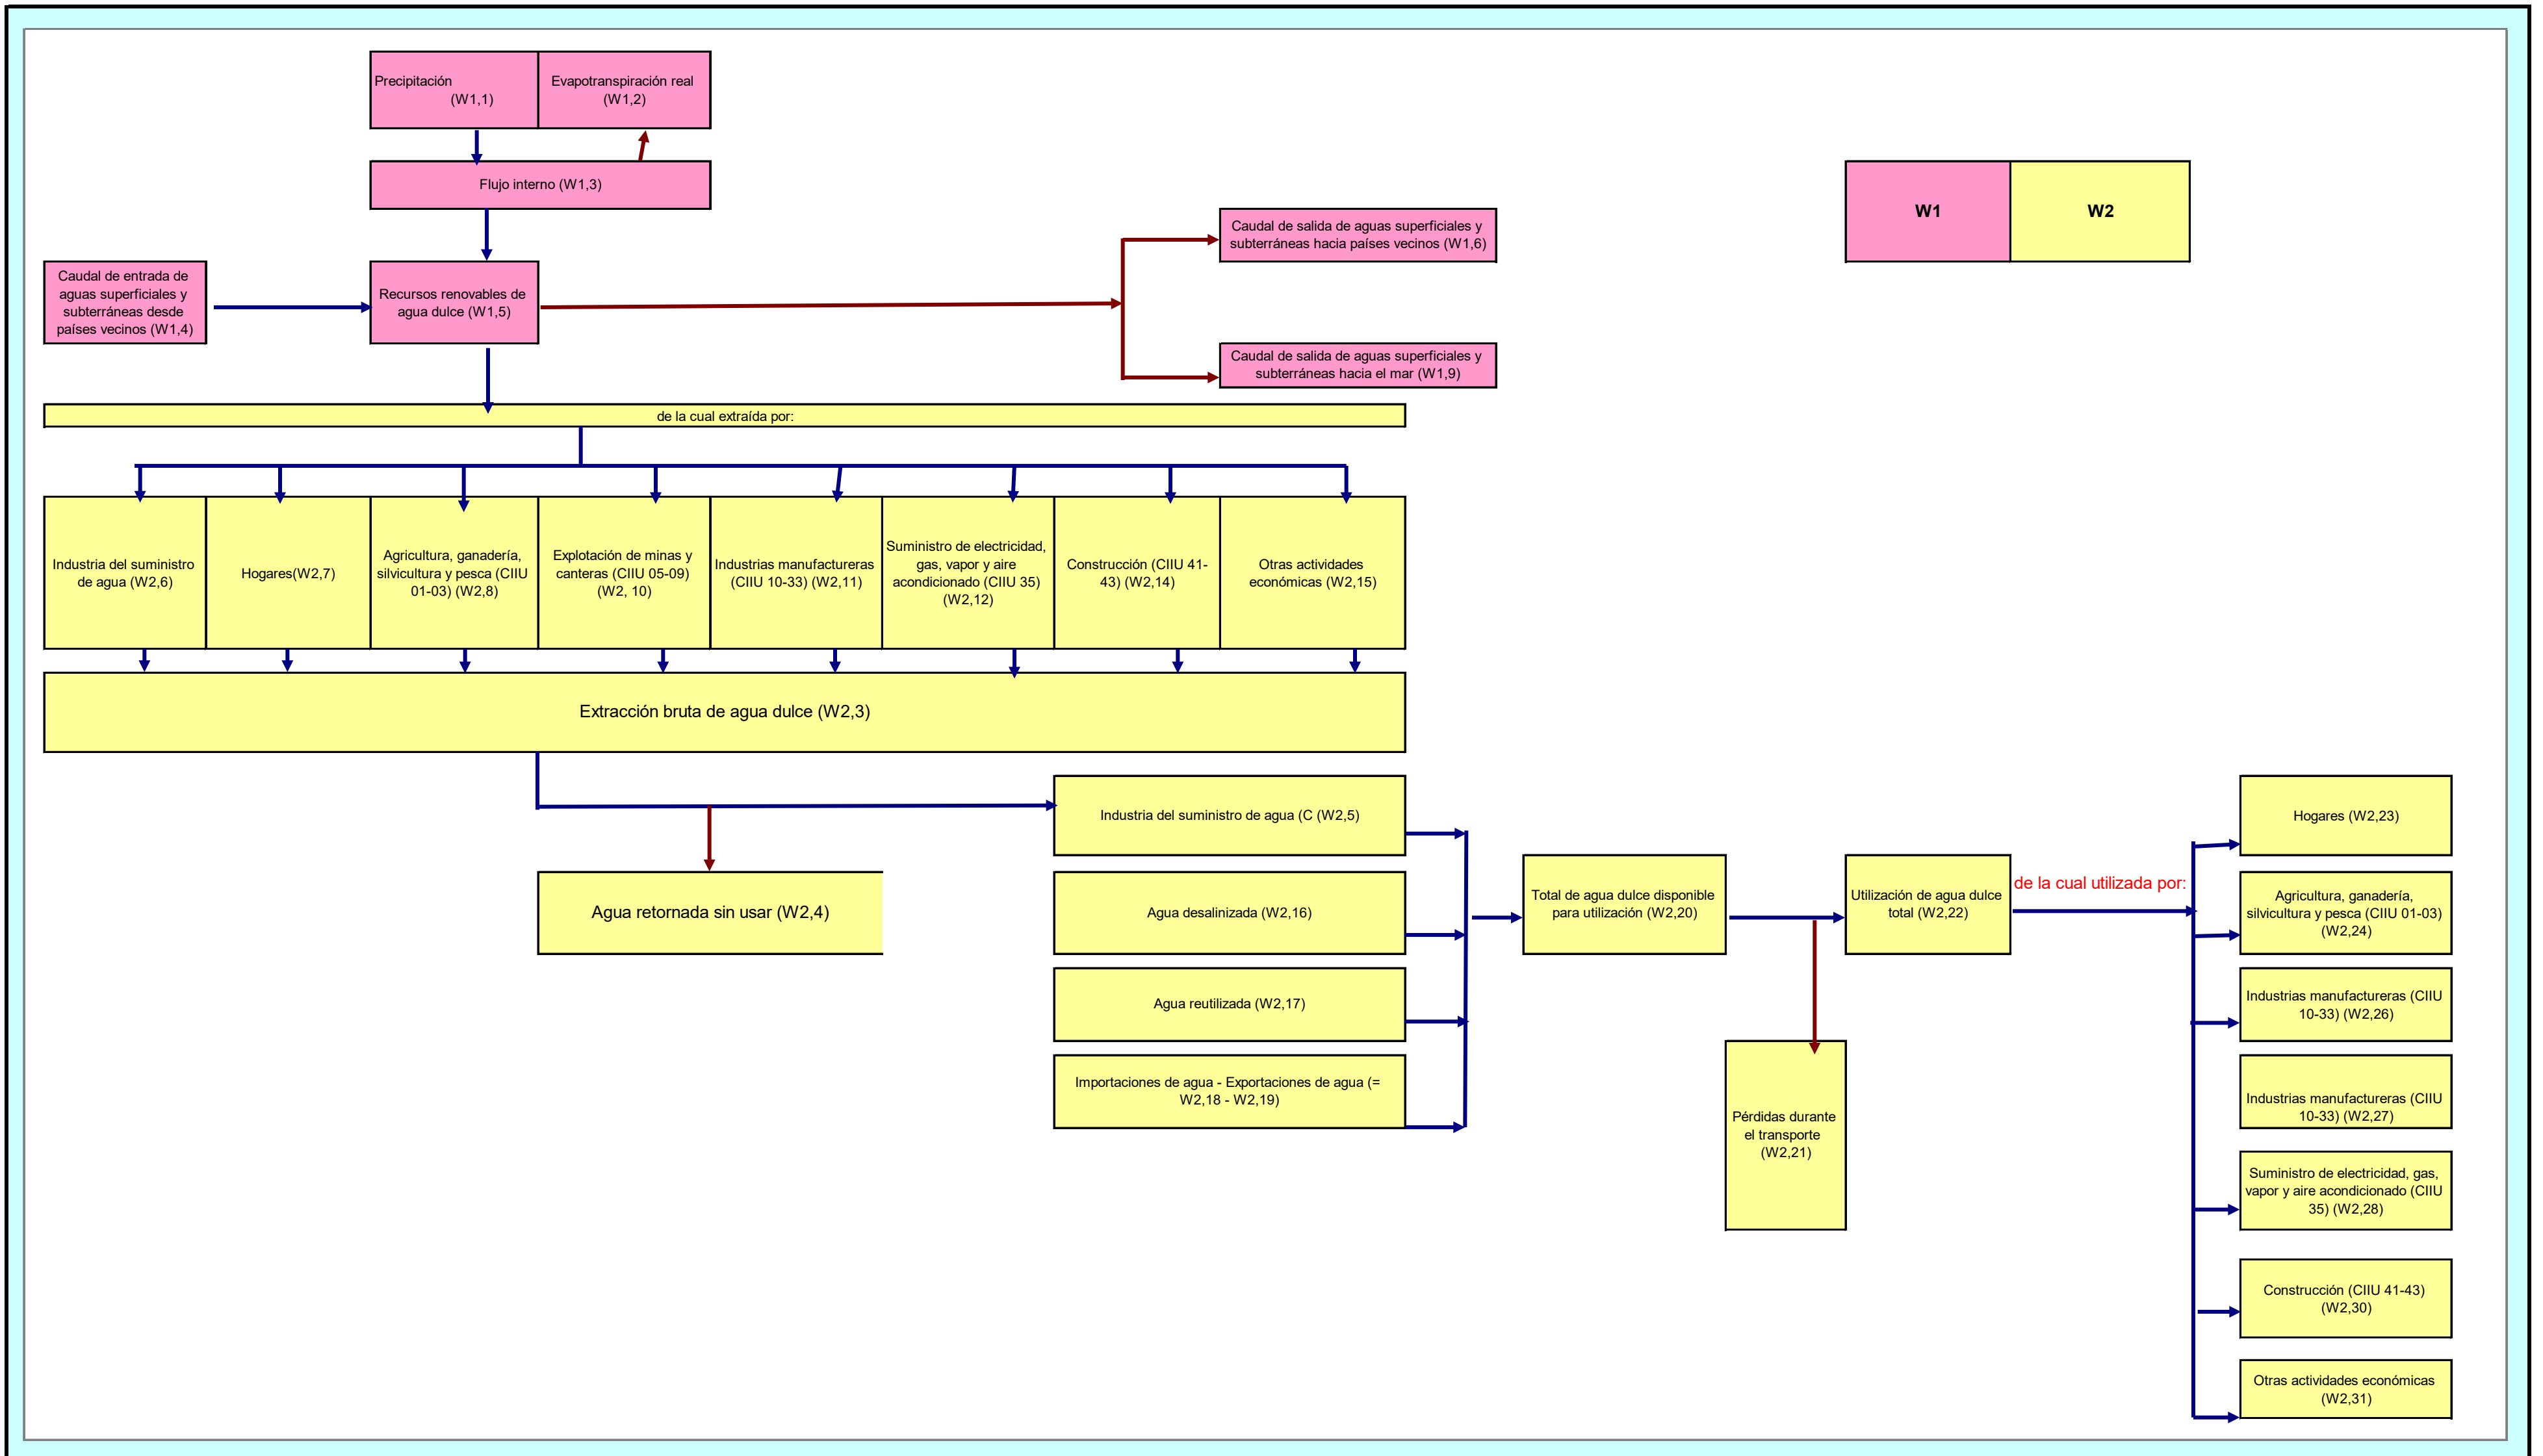 Precipitación
(W1,1)
Evapotranspiración real
(W1,2)
Flujo interno (W1,3)
W1
W2
Caudal de salida de aguas superficiales y
subterráneas hacia países vecinos (W1,6)
Caudal de entrada de
aguas superficiales y
subterráneas desde
países vecinos (W1,4)
Recursos renovables de
agua dulce (W1,5)
Caudal de salida de aguas superficiales y
subterráneas hacia el mar (W1,9)
de la cual extraída por:
Industria del suministro
de agua (W2,6)
Hogares(W2,7)
Agricultura, ganadería,
silvicultura y pesca (CIIU
01-03) (W2,8)
Explotación de minas y
canteras (CIIU 05-09)
(W2, 10)
Industrias manufactureras
(CIIU 10-33) (W2,11)
Suministro de electricidad,
gas, vapor y aire
acondicionado (CIIU 35)
(W2,12)
Construcción (CIIU 41-
43) (W2,14)
Otras actividades
económicas (W2,15)
Extracción bruta de agua dulce (W2,3)
Industria del suministro de agua (C (W2,5)
Agua retornada sin usar (W2,4)
Agua desalinizada (W2,16)
Agua reutilizada (W2,17)
Importaciones de agua - Exportaciones de agua (=
W2,18 - W2,19)
Total de agua dulce disponible
para utilización (W2,20)
Pérdidas durante
el transporte
(W2,21)
Utilización de agua dulce
total (W2,22)
de la cual utilizada por:
Hogares (W2,23)
Agricultura, ganadería,
silvicultura y pesca (CIIU 01-03)
(W2,24)
Industrias manufactureras (CIIU
10-33) (W2,26)
Industrias manufactureras (CIIU
10-33) (W2,27)
Suministro de electricidad, gas,
vapor y aire acondicionado (CIIU
35) (W2,28)
Construcción (CIIU 41-43)
(W2,30)
Otras actividades económicas
(W2,31)